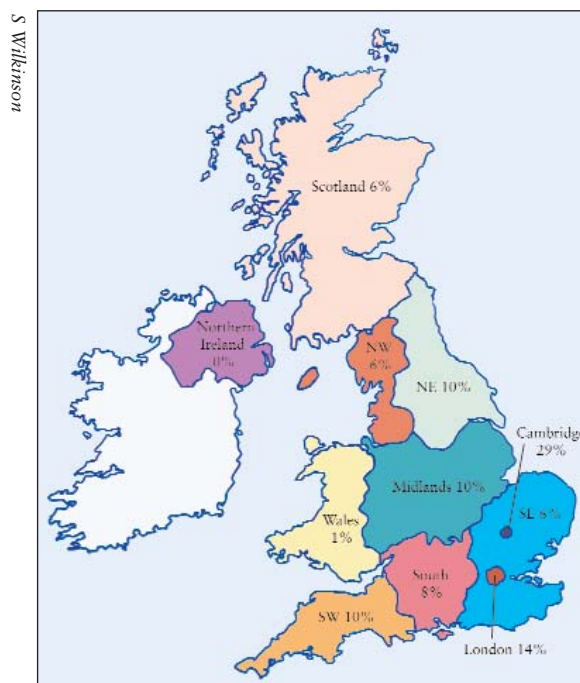 S Wilkinson
Scotland 6%
Northern
Ireland
0%
NW
6%
NE 10%
Cambridge
29%
Midlands 10%
SE 6%
Wales
1%
South
8%
SW 10%
London 14%